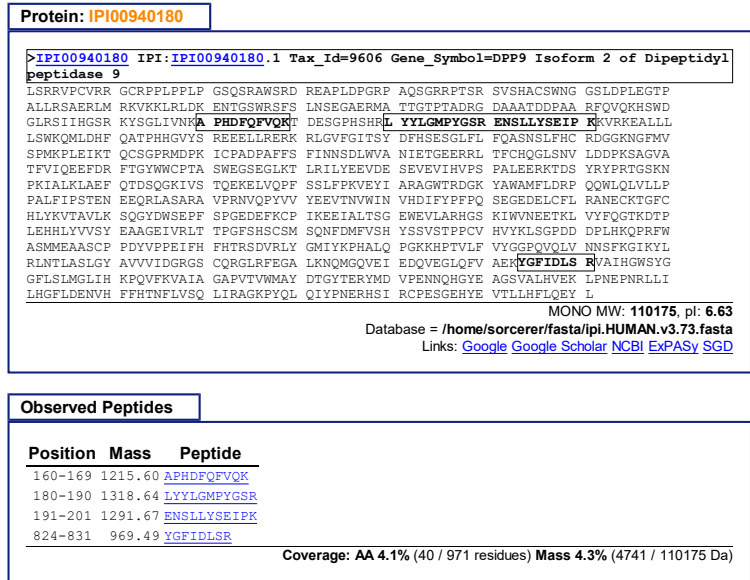 Protein: IPI00940180
>IPI00940180 IPI:IPI00940180.1 Tax_Id=9606 Gene_Symbol=DPP9 Isoform 2 of Dipeptidyl
peptidase 9
LSRRVPCVRR GCRPPLPPLP PGSQSRAWSRD REAPLDPGRP AQSGRRPTSR SVSHACSWNG GSLDPLEGTP
ALLRSAERLM RKVKKLRLDK ENTGSWRSFS LNSEGAERMA TTGTPTADRG DAAATDDPAA RFQVQKHSWD
GLRSIIHGSR KYSGLIVNKA PHDFQFVQKT DESGPHSHRL YYLGMPYGSR ENSLLYSEIP KKVRKEALLL
LSWKQMLDHF QATPHHGVYS REEELLRERK RLGVFGITSY DFHSESGLFL FQASNSLFHC RDGGKNGFMV
SPMKPLEIKT QCSGPRMDPK ICPADPAFFS FINNSDLWVA NIETGEERRL TFCHQGLSNV LDDPKSAGVA
TFVIQEEFDR FTGYWWCPTA SWEGSEGLKT LRILYEEVDE SEVEVIHVPS PALEERKTDS YRYPRTGSKN
PKIALKLAEF QTDSQGKIVS TQEKELVQPF SSLFPKVEYI ARAGWTRDGK YAWAMFLDRP QQWLQLVLLP
PALFIPSTEN EEQRLASARA VPRNVQPYVV YEEVTNVWIN VHDIFYPFPQ SEGEDELCFL RANECKTGFC
HLYKVTAVLK SQGYDWSEPF SPGEDEFKCP IKEEIALTSG EWEVLARHGS KIWVNEETKL VYFQGTKDTP
LEHHLYVVSY EAAGEIVRLT TPGFSHSCSM SQNFDMFVSH YSSVSTPPCV HVYKLSGPDD DPLHKQPRFW
ASMMEAASCP PDYVPPEIFH FHTRSDVRLY GMIYKPHALQ PGKKHPTVLF VYGGPQVQLV NNSFKGIKYL
RLNTLASLGY AVVVIDGRGS CQRGLRFEGA LKNQMGQVEI EDQVEGLQFV AEKYGFIDLS RVAIHGWSYG
GFLSLMGLIH KPQVFKVAIA GAPVTVWMAY DTGYTERYMD VPENNQHGYE AGSVALHVEK LPNEPNRLLI
LHGFLDENVH FFHTNFLVSQ LIRAGKPYQL QIYPNERHSI RCPESGEHYE VTLLHFLQEY L
MONO MW: 110175, pI: 6.63
Database = /home/sorcerer/fasta/ipi.HUMAN.v3.73.fasta
Links: Google Google Scholar NCBI ExPASy SGD
Observed Peptides
Position Mass Peptide
160-169 1215.60 APHDFQFVQK
180-190 1318.64 LYYLGMPYGSR
191-201 1291.67 ENSLLYSEIPK
824-831 969.49 YGFIDLSR
Coverage: AA 4.1% (40 / 971 residues) Mass 4.3% (4741 / 110175 Da)